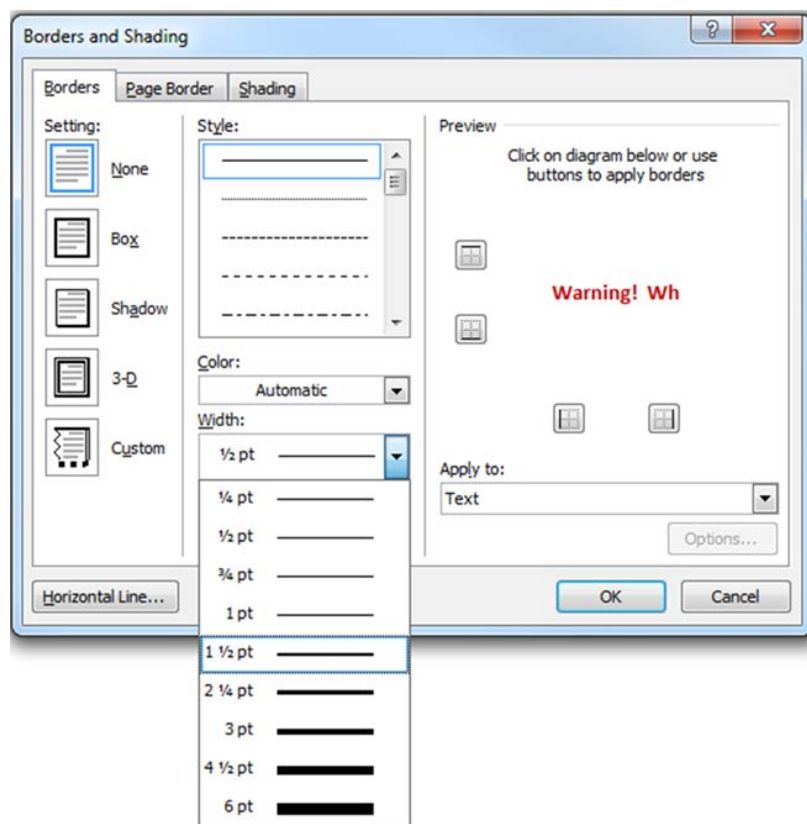 Borders and Shading
?
X
Borders
Page Border
Shading
Setting:
None
Box
Shadow
3-D
Custom
Style:
Color:
Automatic
Width:
½ pt
¼ pt
½ pt
¾ pt
1 pt
1 ½ pt
2 ¼ pt
3 pt
4 ½ pt
6 pt
Preview
Click on diagram below or use
buttons to apply borders
Warning! Wh
Apply to:
Text
Options...
Horizontal Line...
OK
Cancel